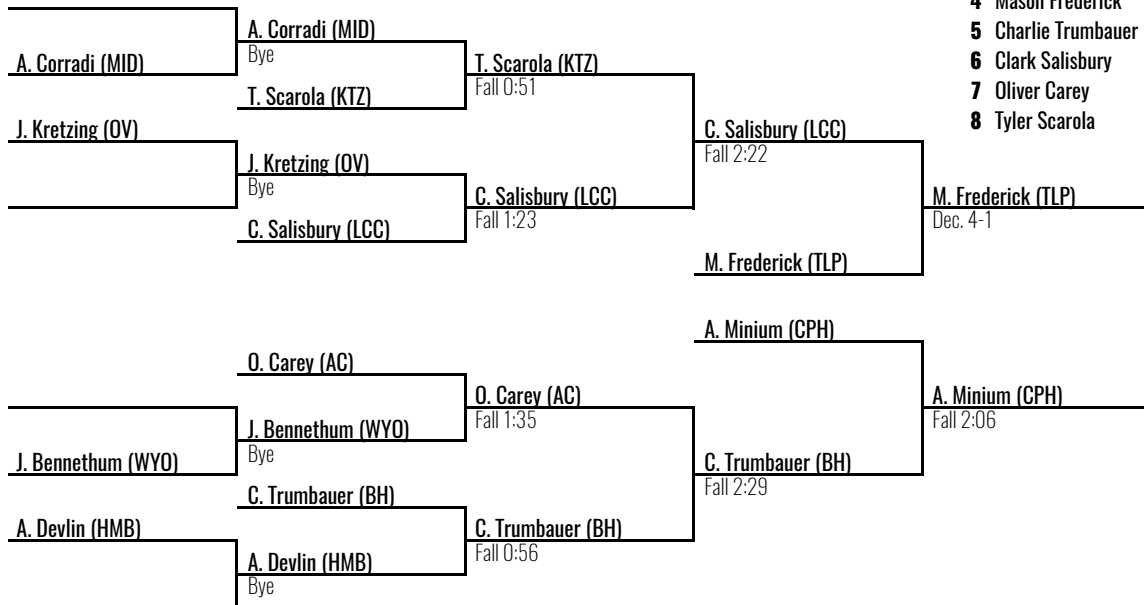 A. Corradi (MID)
A. Corradi (MID)
Bye
T. Scarola (KTZ)
T. Scarola (KTZ)
Fall 0:51
J. Kretzing (OV)
J. Kretzing (OV)
Bye
C. Salisbury (LCC)
C. Salisbury (LCC)
Fall 1:23
C. Salisbury (LCC)
Fall 2:22
M. Frederick (TLP)
M. Frederick (TLP)
Dec. 4-1
A. Minium (CPH)
O. Carey (AC)
J. Bennethum (WYO)
J. Bennethum (WYO)
Bye
O. Carey (AC)
Fall 1:35
C. Trumbauer (BH)
A. Devlin (HMB)
A. Devlin (HMB)
Bye
C. Trumbauer (BH)
Fall 0:56
C. Trumbauer (BH)
Fall 2:29
A. Minium (CPH)
Fall 2:06
4 Mason Frederick
5 Charlie Trumbauer
6 Clark Salisbury
7 Oliver Carey
8 Tyler Scarola